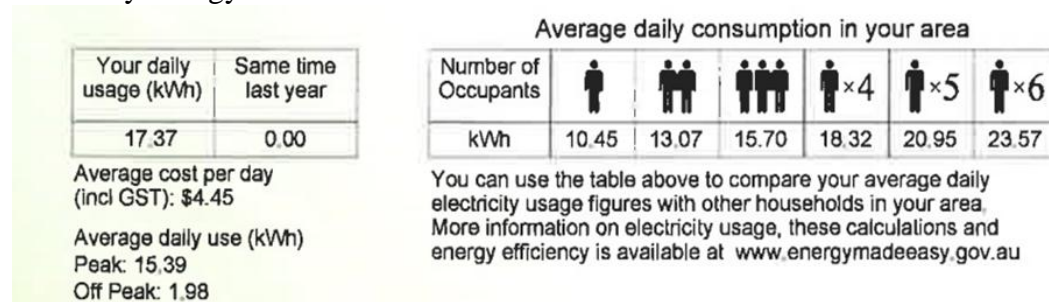 Your daily usage (kWh) Same time last year
17.37 0.00
Average cost per day
(incl GST): $4.45
Average daily use (kWh)
Peak: 15.39
Off Peak: 1.98
Average daily consumption in your area
Number of Occupants ×4 ×5 ×6
kWh 10.45 13.07 15.70 18.32 20.95 23.57
You can use the table above to compare your average daily
electricity usage figures with other households in your area.
More information on electricity usage, these calculations and
energy efficiency is available at www.energymadeeasy.gov.au